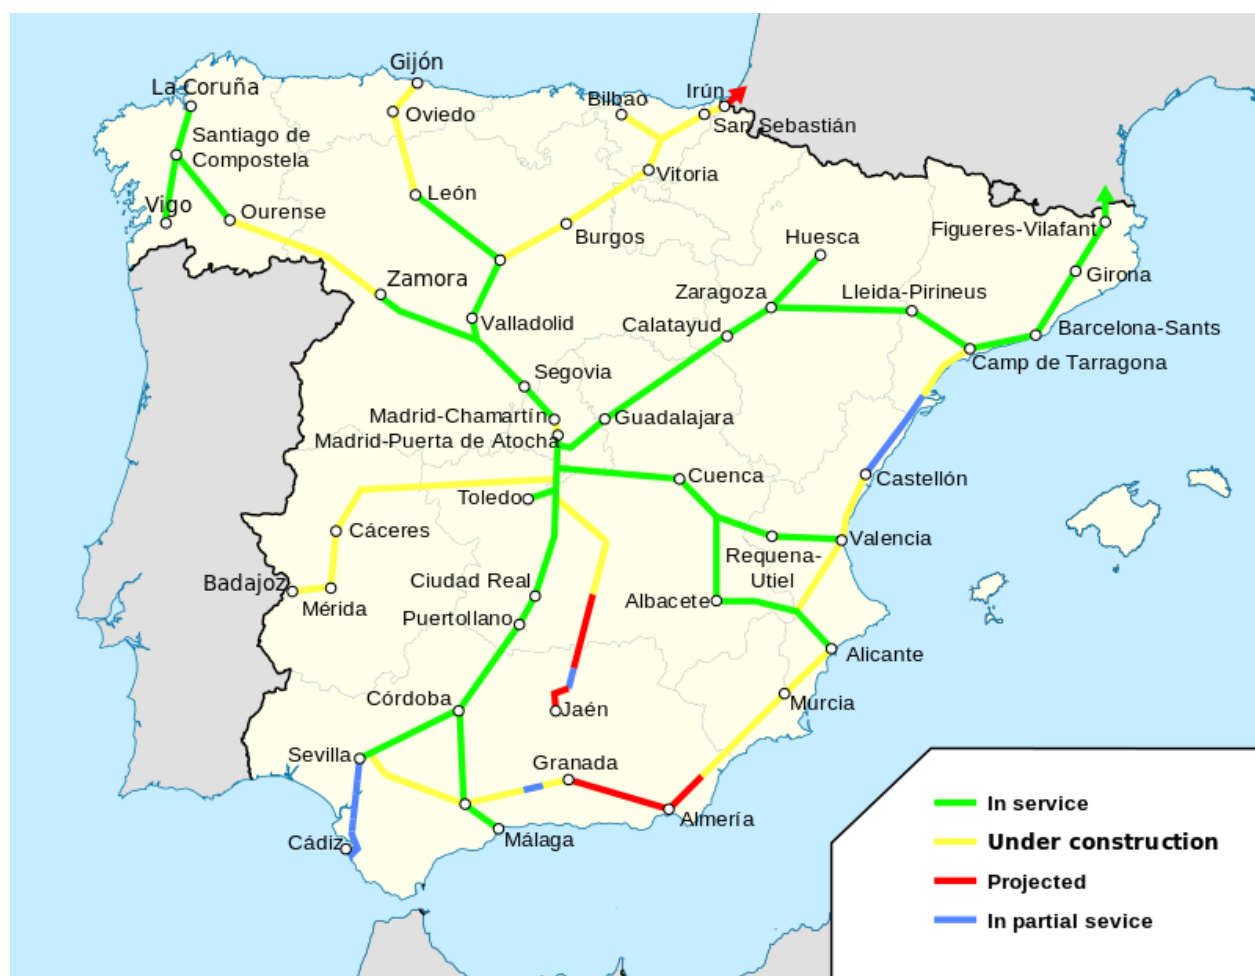 Gijón
La Coruña
Bilbao
Irún
Oviedo
San Sebastián
Santiago de
Compostela
Vitoria
León
Vigo
Ourense
Burgos
Huesca
Figueres-Vilafant
Girona
Zamora
Zaragoza
Lleida-Pirineus
Valladolid
Calatayud
Barcelona-Sants
Camp de Tarragona
Segovia
Madrid-Chamartín
Guadalajara
Madrid-Puerta de Atocha
Cuenca
Castellón
Toledo
Cáceres
Valencia
Requena-
Utiel
Badajoz
Ciudad Real
Mérida
Albacete
Puertollano
Alicante
Córdoba
Murcia
Jaén
Sevilla
Granada
Almería
Cádiz
Málaga
In service
Under construction
Projected
In partial sevice